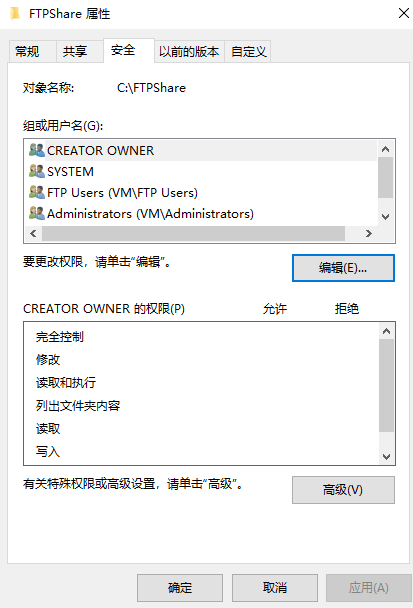 FTPShare 属性
常规 共享 安全 以前的版本 自定义
对象名称: C:\FTPShare
组或用户名(G):
CREATOR OWNER
SYSTEM
FTP Users (VM\FTP Users)
Administrators (VM\Administrators)
要更改权限，请单击“编辑”。
编辑(E)...
CREATOR OWNER 的权限(P) 允许 拒绝
完全控制
修改
读取和执行
列出文件夹内容
读取
写入
有关特殊权限或高级设置，请单击“高级”。
高级(V)
确定 取消 应用(A)